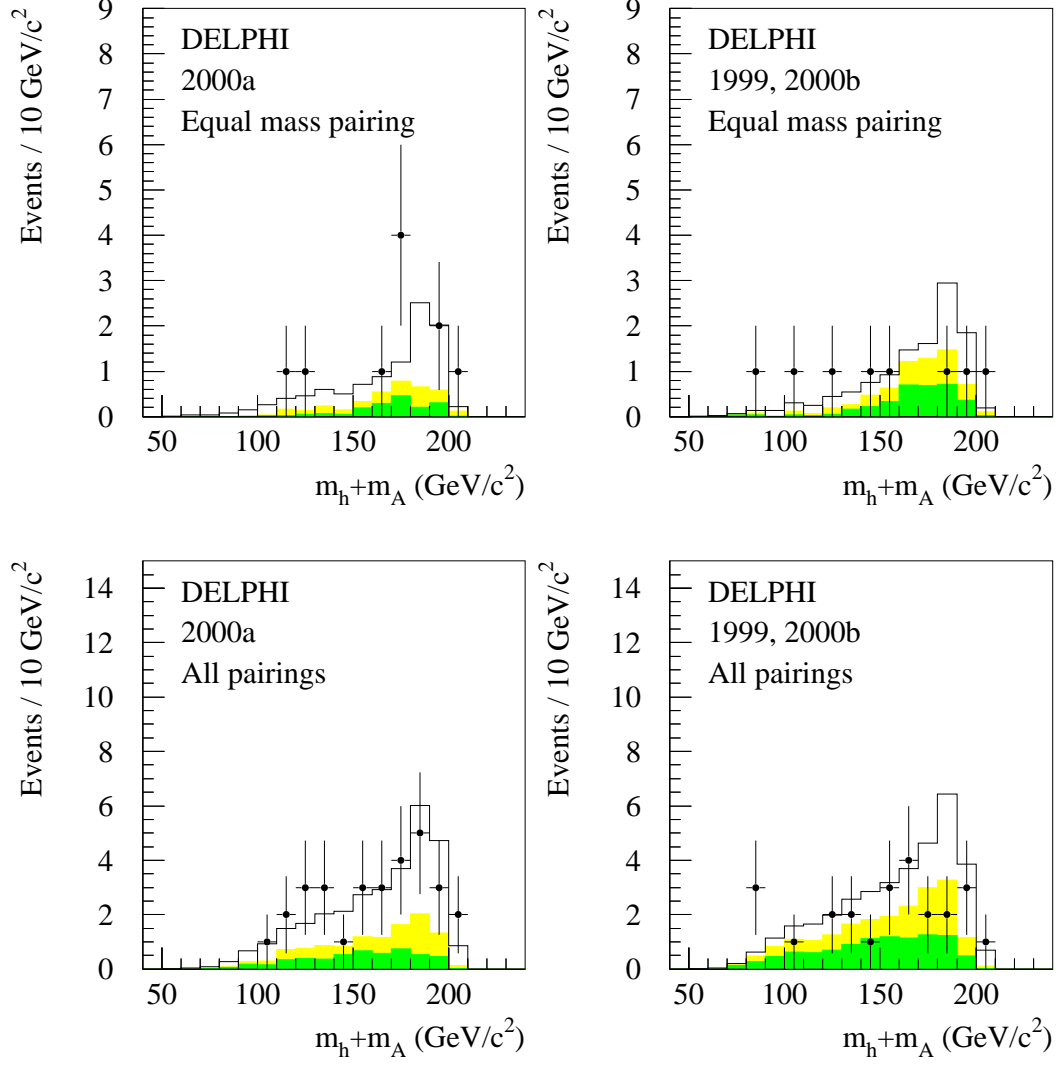 DELPHI
2000a
Equal mass pairing
Events / 10 GeV/c²
9
8
7
6
5
4
3
2
1
0
50 100 150 200
m_h+m_A (GeV/c²)
DELPHI
1999, 2000b
Equal mass pairing
Events / 10 GeV/c²
9
8
7
6
5
4
3
2
1
0
50 100 150 200
m_h+m_A (GeV/c²)
DELPHI
2000a
All pairings
Events / 10 GeV/c²
14
12
10
8
6
4
2
0
50 100 150 200
m_h+m_A (GeV/c²)
DELPHI
1999, 2000b
All pairings
Events / 10 GeV/c²
14
12
10
8
6
4
2
0
50 100 150 200
m_h+m_A (GeV/c²)